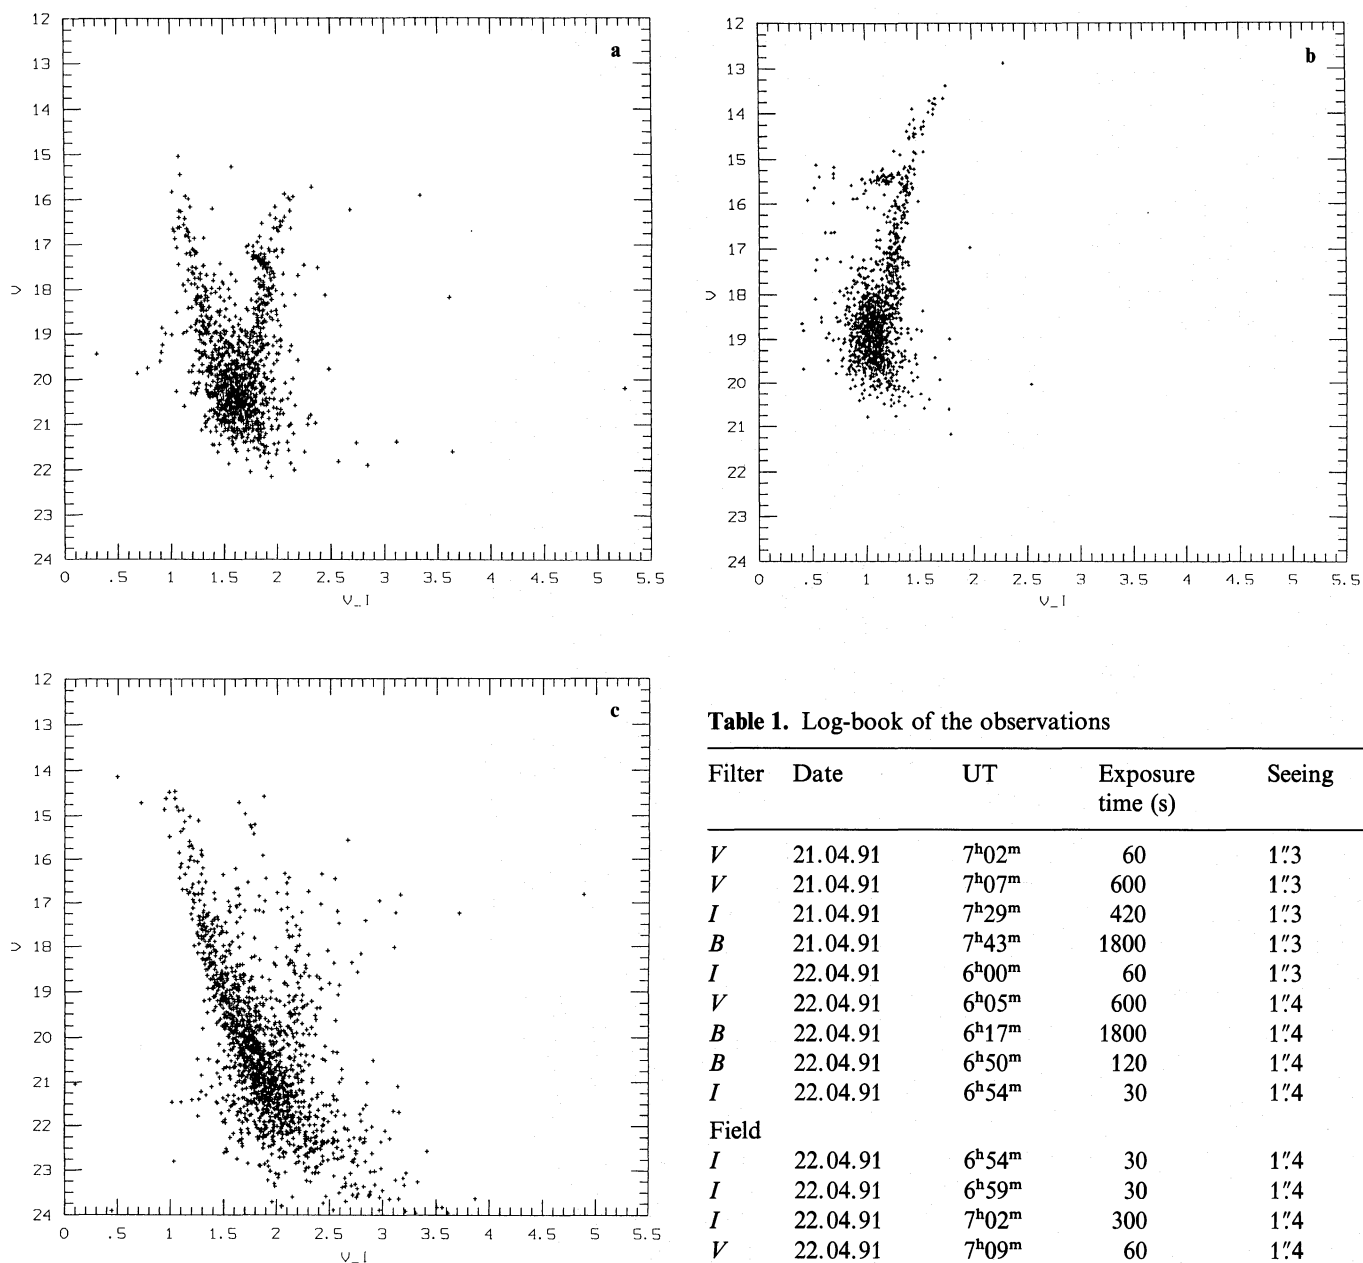 a
12
13
15
16
17
18
19
20
21
22
23
24
V
0 .5 1 1.5 2 2.5 3 3.5 4 4.5 5 5.5
V_I
b
12
13
14
15
16
17
18
19
20
21
22
23
24
V
0 .5 1 1.5 2 2.5 3 3.5 4 4.5 5 5.5
V_I
c
12
13
14
15
16
17
18
19
20
21
22
23
24
V
0 .5 1 1.5 2 2.5 3 3.5 4 4.5 5 5.5
V_I
Table 1. Log-book of the observations
Filter Date UT Exposure time (s) Seeing
V 21.04.91 7h02m 60 1".3
V 21.04.91 7h07m 600 1".3
I 21.04.91 7h29m 420 1".3
B 21.04.91 7h43m 1800 1".3
I 22.04.91 6h00m 60 1".3
V 22.04.91 6h05m 600 1".4
B 22.04.91 6h17m 1800 1".4
B 22.04.91 6h50m 120 1".4
I 22.04.91 6h54m 30 1".4
Field
I 22.04.91 6h54m 30 1".4
I 22.04.91 6h59m 30 1".4
I 22.04.91 7h02m 300 1".4
V 22.04.91 7h09m 60 1".4